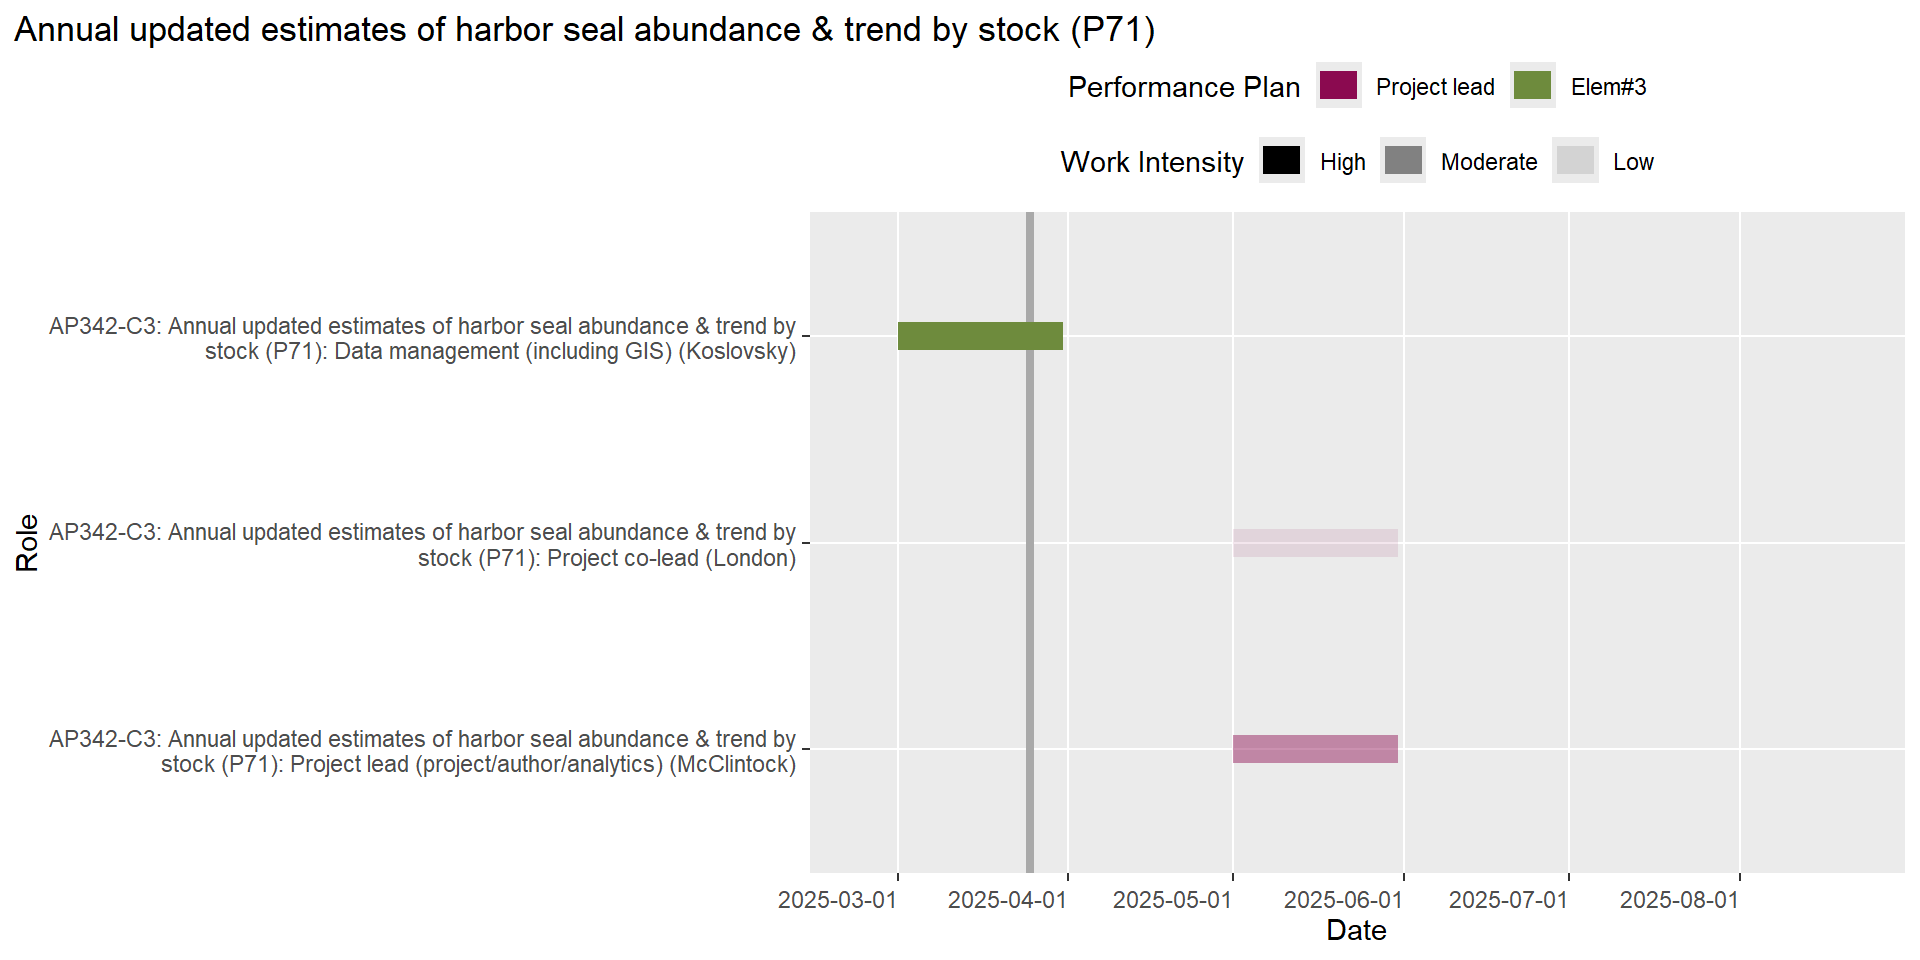 Annual updated estimates of harbor seal abundance & trend by stock (P71)
Performance Plan Project lead Elem#3
Work Intensity High Moderate Low
AP342-C3: Annual updated estimates of harbor seal abundance & trend by
stock (P71): Data management (including GIS) (Koslovsky)
Role
AP342-C3: Annual updated estimates of harbor seal abundance & trend by
stock (P71): Project co-lead (London)
AP342-C3: Annual updated estimates of harbor seal abundance & trend by
stock (P71): Project lead (project/author/analytics) (McClintock)
2025-03-01 2025-04-01 2025-05-01 2025-06-01 2025-07-01 2025-08-01
Date